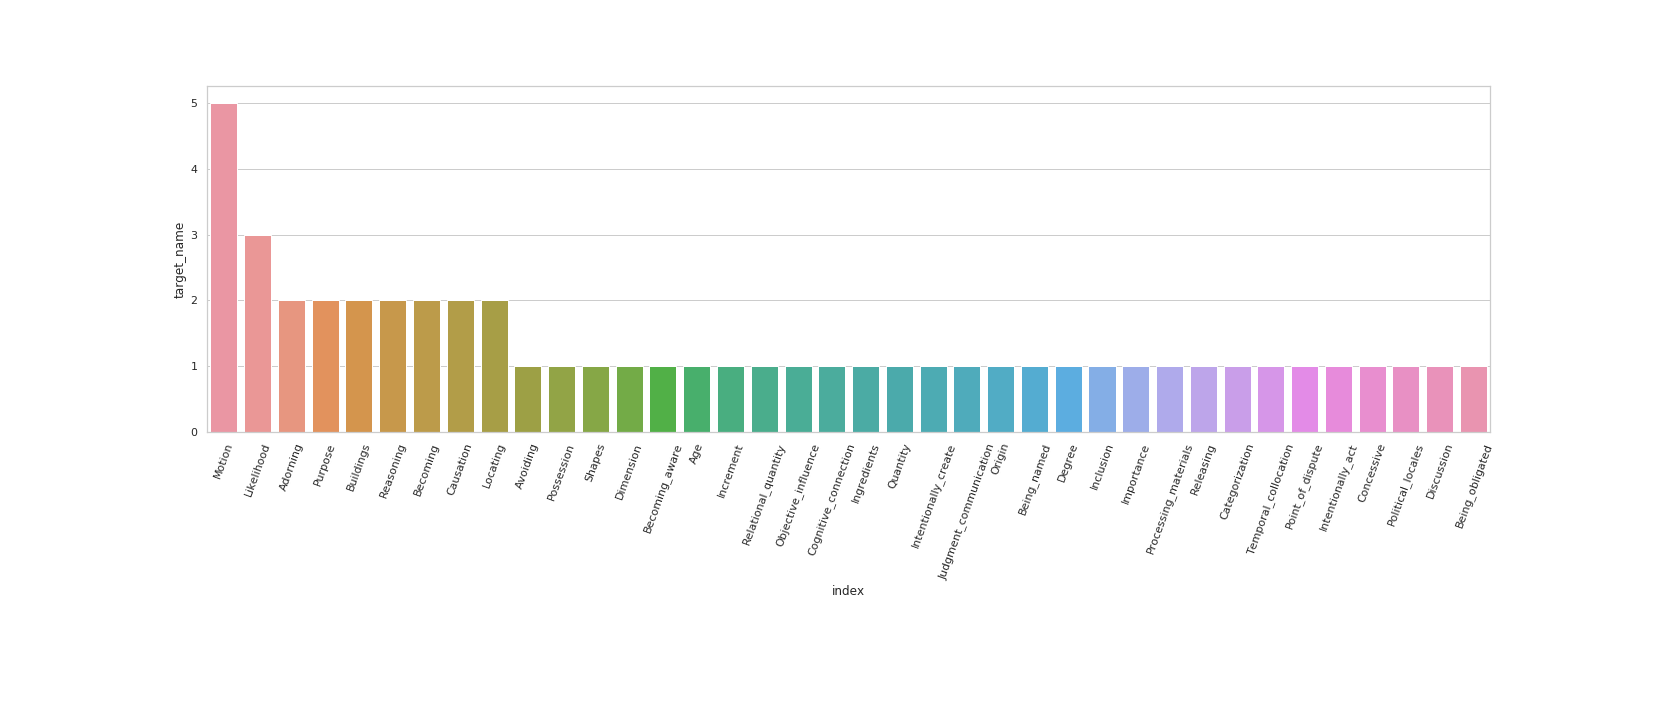 5
4
3
2
1
0
target_name
Motion
Likelihood
Adorning
Purpose
Buildings
Reasoning
Becoming
Causation
Locating
Avoiding
Possession
Shapes
Dimension
Becoming_aware
Age
Increment
Relational_quantity
Objective_influence
Cognitive_connection
Ingredients
Quantity
Intentionally_create
Judgment_communication
Origin
Being_named
Degree
Inclusion
Importance
Processing_materials
Releasing
Categorization
Temporal_collocation
Point_of_dispute
Intentionally_act
Concessive
Political_locales
Discussion
Being_obligated
index